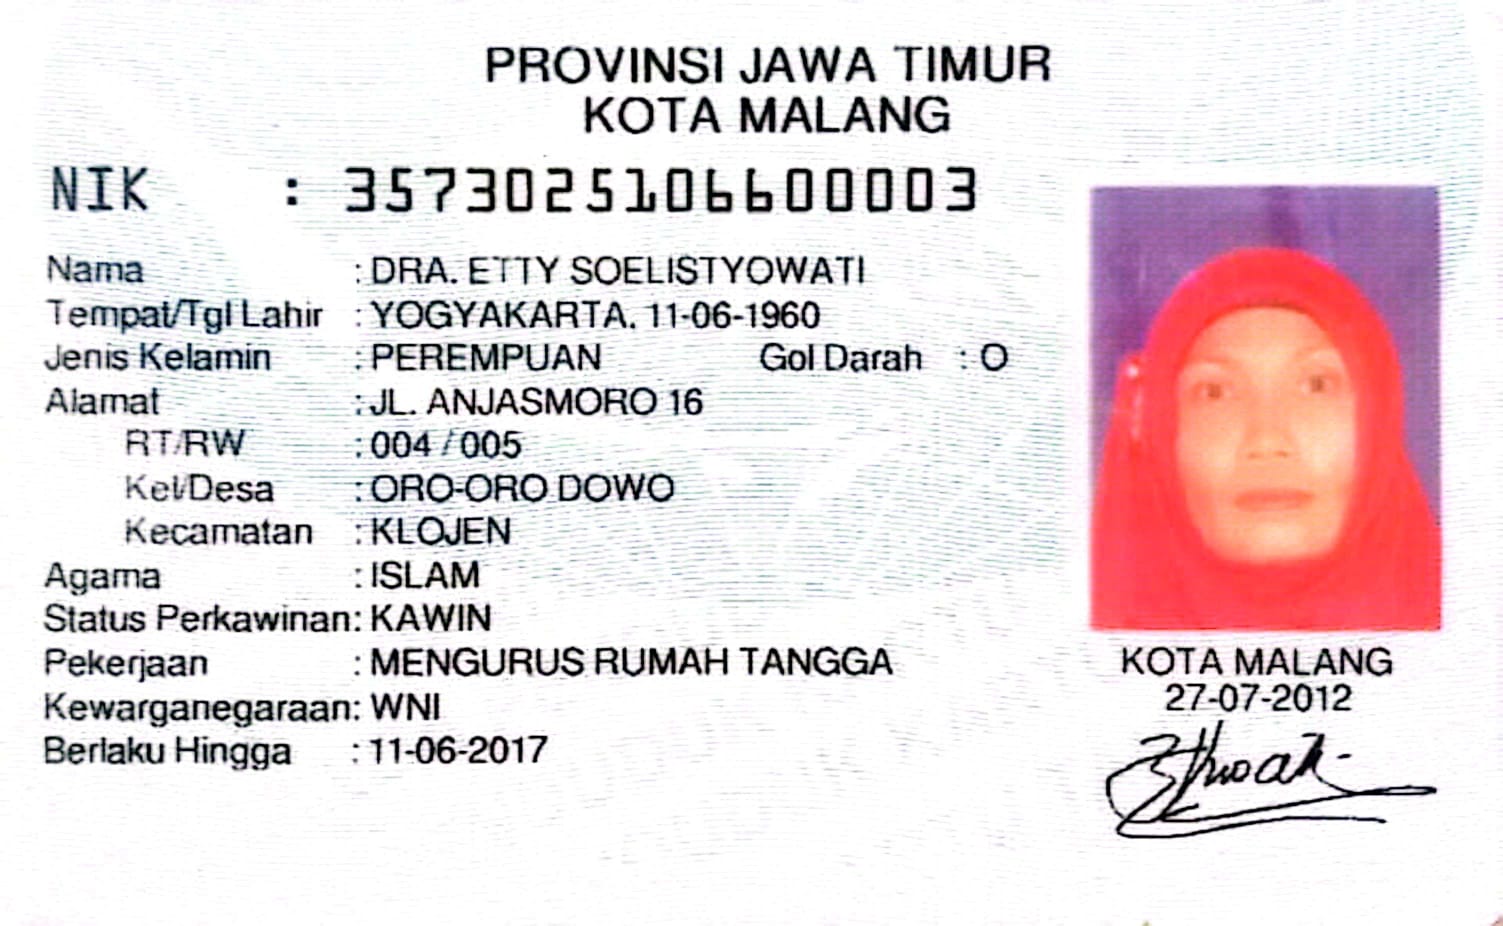 PROVINSI JAWA TIMUR
KOTA MALANG
NIK : 3573025106600003
Nama : DRA. ETTY SOELISTYOWATI
Tempat/Tgl Lahir : YOGYAKARTA. 11-06-1960
Jenis Kelamin : PEREMPUAN Gol Darah : O
Alamat : JL. ANJASMORO 16
RT/RW : 004 / 005
Kel/Desa : ORO-ORO DOWO
Kecamatan : KLOJEN
Agama : ISLAM
Status Perkawinan: KAWIN
Pekerjaan : MENGURUS RUMAH TANGGA
Kewarganegaraan: WNI
Berlaku Hingga : 11-06-2017
KOTA MALANG
27-07-2012